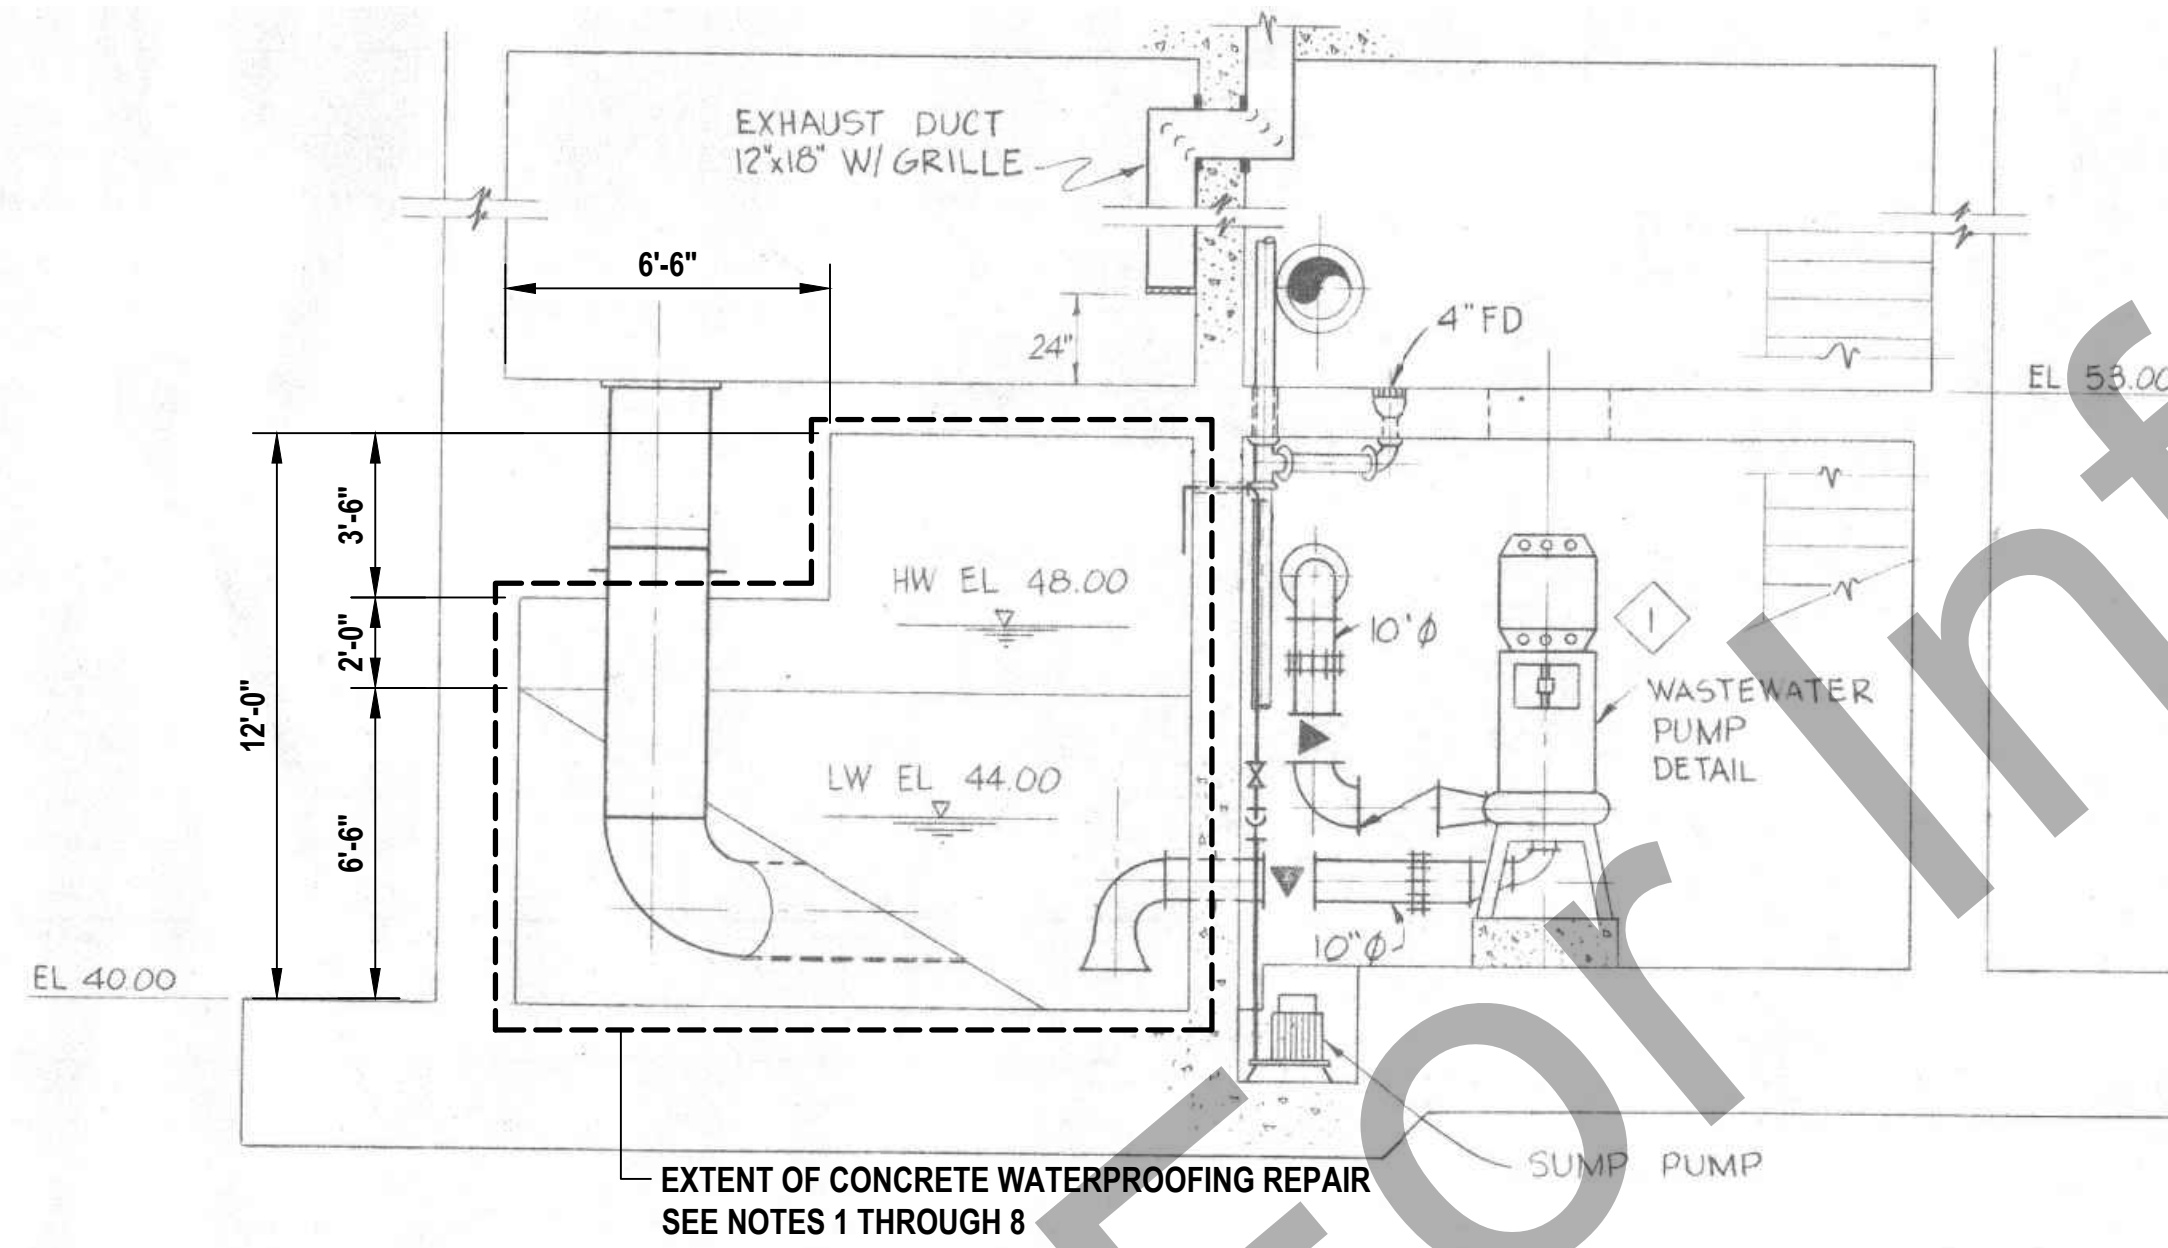 EXHAUST DUCT
12"x18" W/ GRILLE
6'-6"
24"
4" FD
EL 53.00
3'-6"
2'-0"
12'-0"
6'-6"
HW EL 48.00
10'Ø
1
WASTEWATER
PUMP
DETAIL
LW EL 44.00
10"Ø
EL 40.00
EXTENT OF CONCRETE WATERPROOFING REPAIR
SEE NOTES 1 THROUGH 8
SUMP PUMP
For Inf